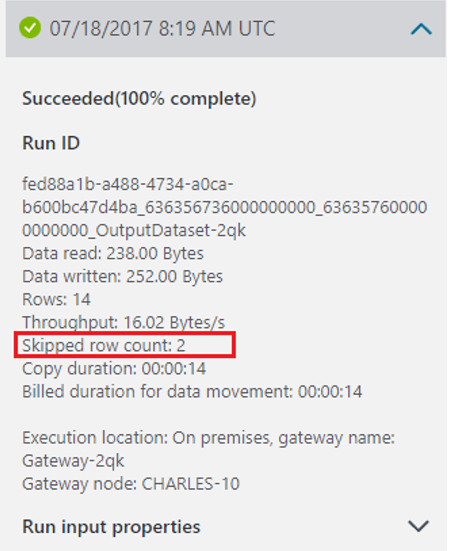 07/18/2017 8:19 AM UTC
Succeeded(100% complete)
Run ID
fed88a1b-a488-4734-a0ca-
b600bc47d4ba_636356736000000000_63635760000
0000000_OutputDataset-2qk
Data read: 238.00 Bytes
Data written: 252.00 Bytes
Rows: 14
Throughput: 16.02 Bytes/s
Skipped row count: 2
Copy duration: 00:00:14
Billed duration for data movement: 00:00:14
Execution location: On premises, gateway name:
Gateway-2qk
Gateway node: CHARLES-10
Run input properties